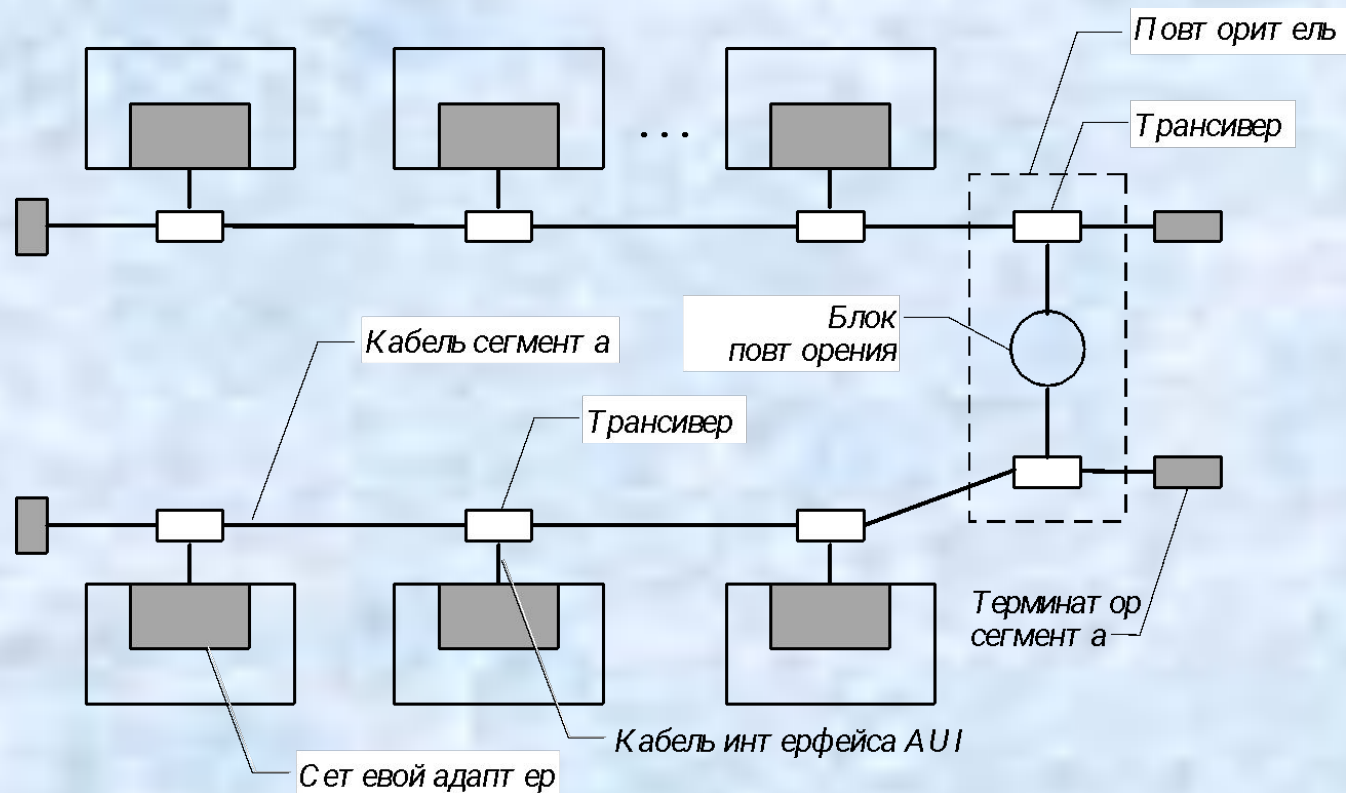 Повторитель
Трансивер
...
Блок
повторения
Кабель сегмента
Трансивер
Терминатор
сегмента
Кабель интерфейса AUI
Сетевой адаптер